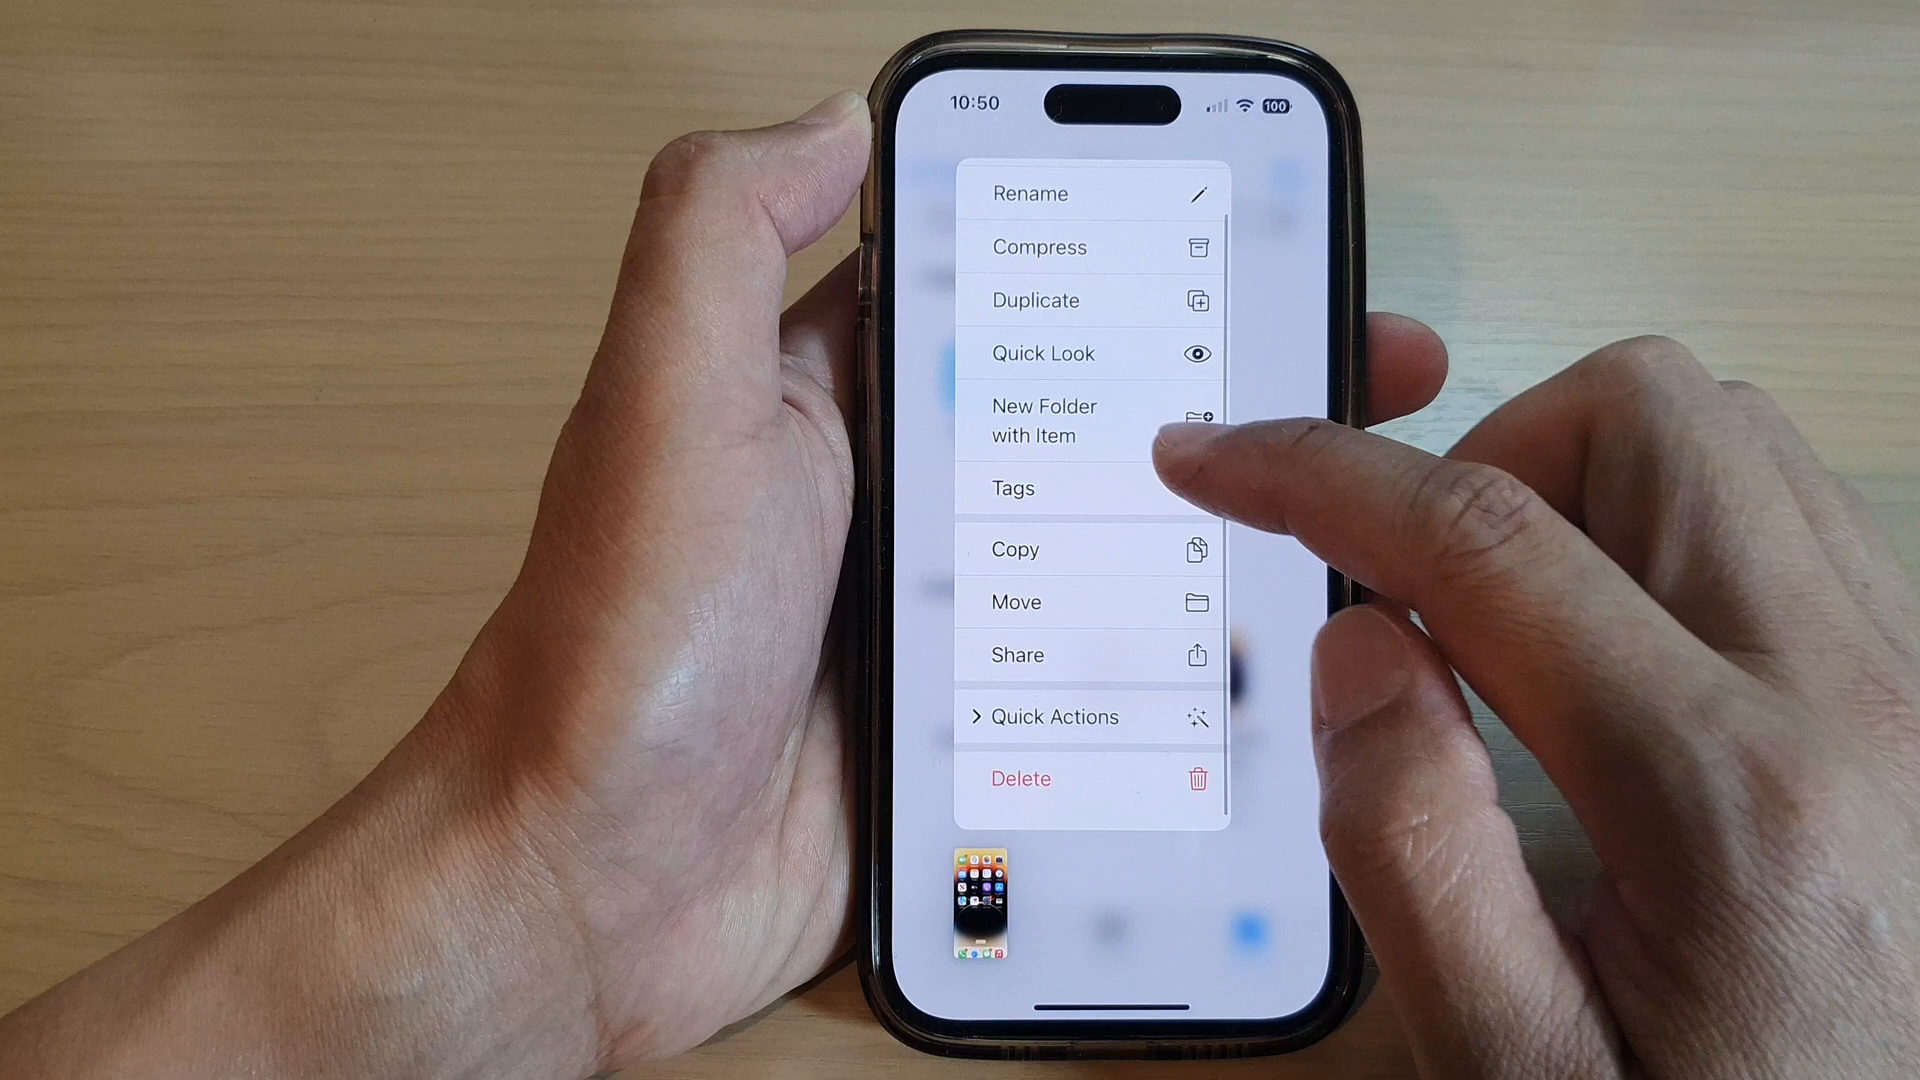 10:50
100
Rename
Compress
Duplicate
Quick Look
New Folder
with Item
Tags
Copy
Move
Share
Quick Actions
Delete